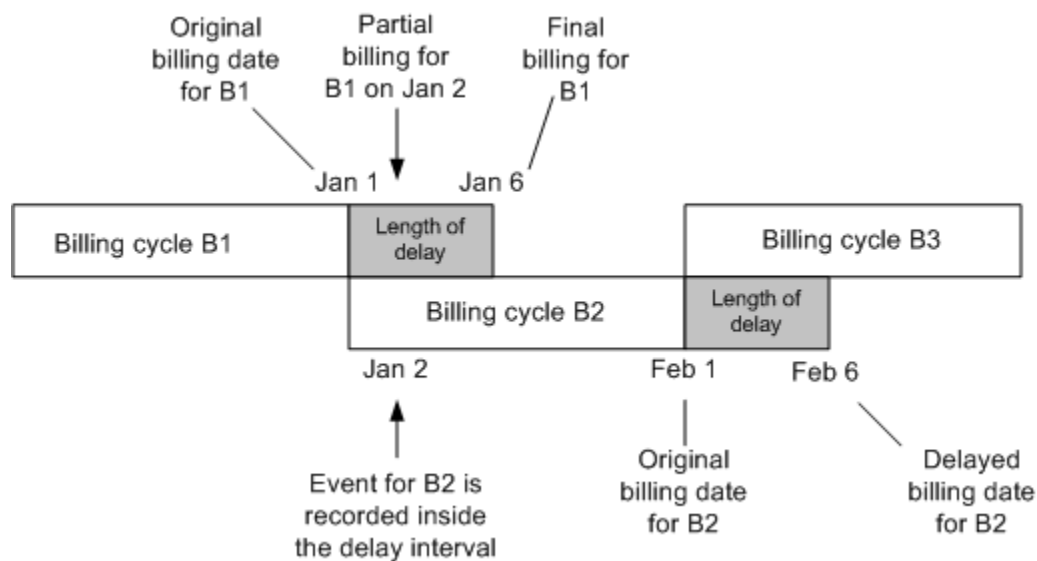 Original
billing date
for B1
Partial
billing for
B1 on Jan 2
Final
billing for
B1
Jan 1
Jan 6
Billing cycle B1
Length of
delay
Billing cycle B3
Billing cycle B2
Length of
delay
Jan 2
Feb 1
Feb 6
Event for B2 is
recorded inside
the delay interval
Original
billing date
for B2
Delayed
billing date
for B2